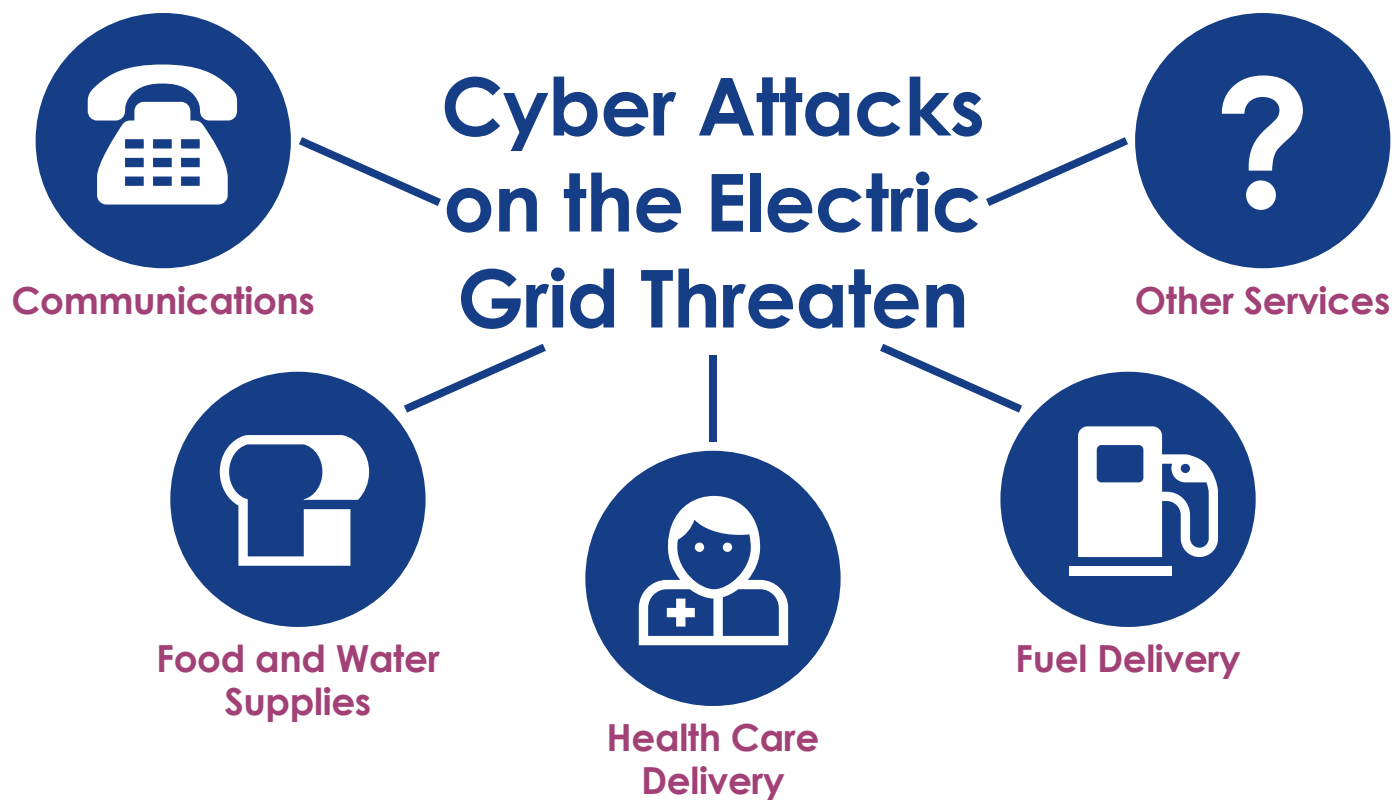 Cyber Attacks
on the Electric
Grid Threaten
Communications
Other Services
Food and Water
Supplies
Health Care
Delivery
Fuel Delivery